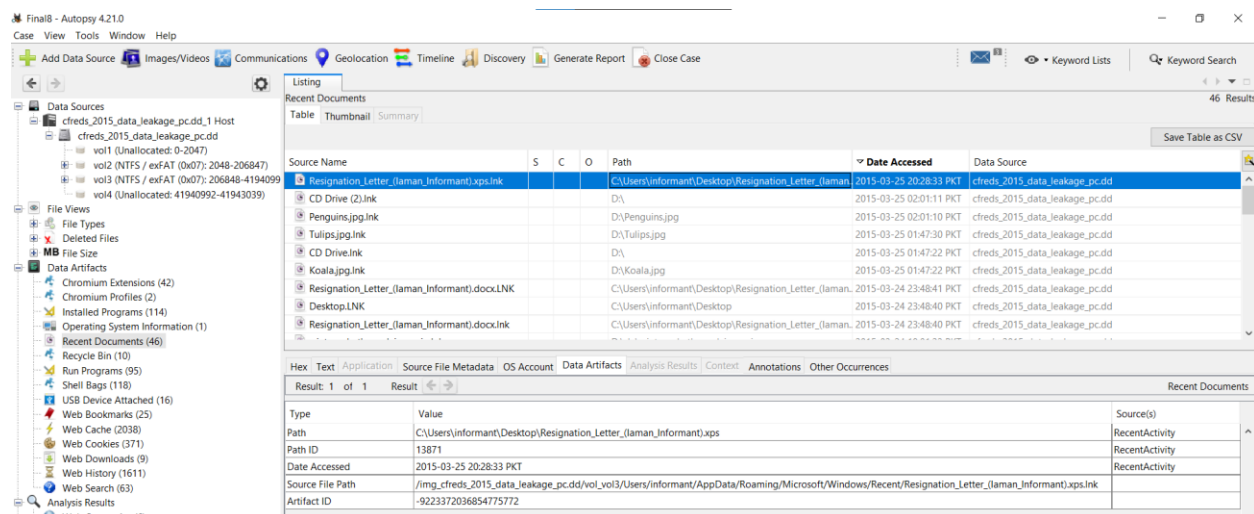 Final8 - Autopsy 4.21.0
Case View Tools Window Help
Add Data Source Images/Videos Communications Geolocation Timeline Discovery Generate Report Close Case Keyword Lists Keyword Search
Data Sources
cfreds_2015_data_leakage_pc.dd_1 Host
cfreds_2015_data_leakage_pc.dd
vol1 (Unallocated: 0-2047)
vol2 (NTFS / exFAT (0x07): 2048-206847)
vol3 (NTFS / exFAT (0x07): 206848-4194099
vol4 (Unallocated: 41940992-41943039)
File Views
File Types
Deleted Files
MB File Size
Data Artifacts
Chromium Extensions (42)
Chromium Profiles (2)
Installed Programs (114)
Operating System Information (1)
Recent Documents (46)
Recycle Bin (10)
Run Programs (95)
Shell Bags (118)
USB Device Attached (16)
Web Bookmarks (25)
Web Cache (2038)
Web Cookies (371)
Web Downloads (9)
Web History (1611)
Web Search (63)
Analysis Results
Listing
Recent Documents 46 Results
Table Thumbnail Summary
Save Table as CSV
Source Name S C O Path Date Accessed Data Source
Resignation_Letter_(Iaman_Informant).xps.lnk C:\Users\informant\Desktop\Resignation_Letter_(Iaman... 2015-03-25 20:28:33 PKT cfreds_2015_data_leakage_pc.dd
CD Drive (2).lnk D:\ 2015-03-25 02:01:11 PKT cfreds_2015_data_leakage_pc.dd
Penguins.jpg.lnk D:\Penguins.jpg 2015-03-25 02:01:10 PKT cfreds_2015_data_leakage_pc.dd
Tulips.jpg.lnk D:\Tulips.jpg 2015-03-25 01:47:30 PKT cfreds_2015_data_leakage_pc.dd
CD Drive.lnk D:\ 2015-03-25 01:47:22 PKT cfreds_2015_data_leakage_pc.dd
Koala.jpg.lnk D:\Koala.jpg 2015-03-25 01:47:22 PKT cfreds_2015_data_leakage_pc.dd
Resignation_Letter_(Iaman_Informant).docx.LNK C:\Users\informant\Desktop\Resignation_Letter_(Iaman... 2015-03-24 23:48:41 PKT cfreds_2015_data_leakage_pc.dd
Desktop.LNK C:\Users\informant\Desktop 2015-03-24 23:48:40 PKT cfreds_2015_data_leakage_pc.dd
Resignation_Letter_(Iaman_Informant).docx.lnk C:\Users\informant\Desktop\Resignation_Letter_(Iaman... 2015-03-24 23:48:40 PKT cfreds_2015_data_leakage_pc.dd
Hex Text Application Source File Metadata OS Account Data Artifacts Analysis Results Context Annotations Other Occurrences
Result: 1 of 1 Result Recent Documents
Type Value Source(s)
Path C:\Users\informant\Desktop\Resignation_Letter_(Iaman_Informant).xps RecentActivity
Path ID 13871 RecentActivity
Date Accessed 2015-03-25 20:28:33 PKT RecentActivity
Source File Path /img_cfreds_2015_data_leakage_pc.dd/vol_vol3/Users/informant/AppData/Roaming/Microsoft/Windows/Recent/Resignation_Letter_(Iaman_Informant).xps.lnk
Artifact ID -9223372036854775772